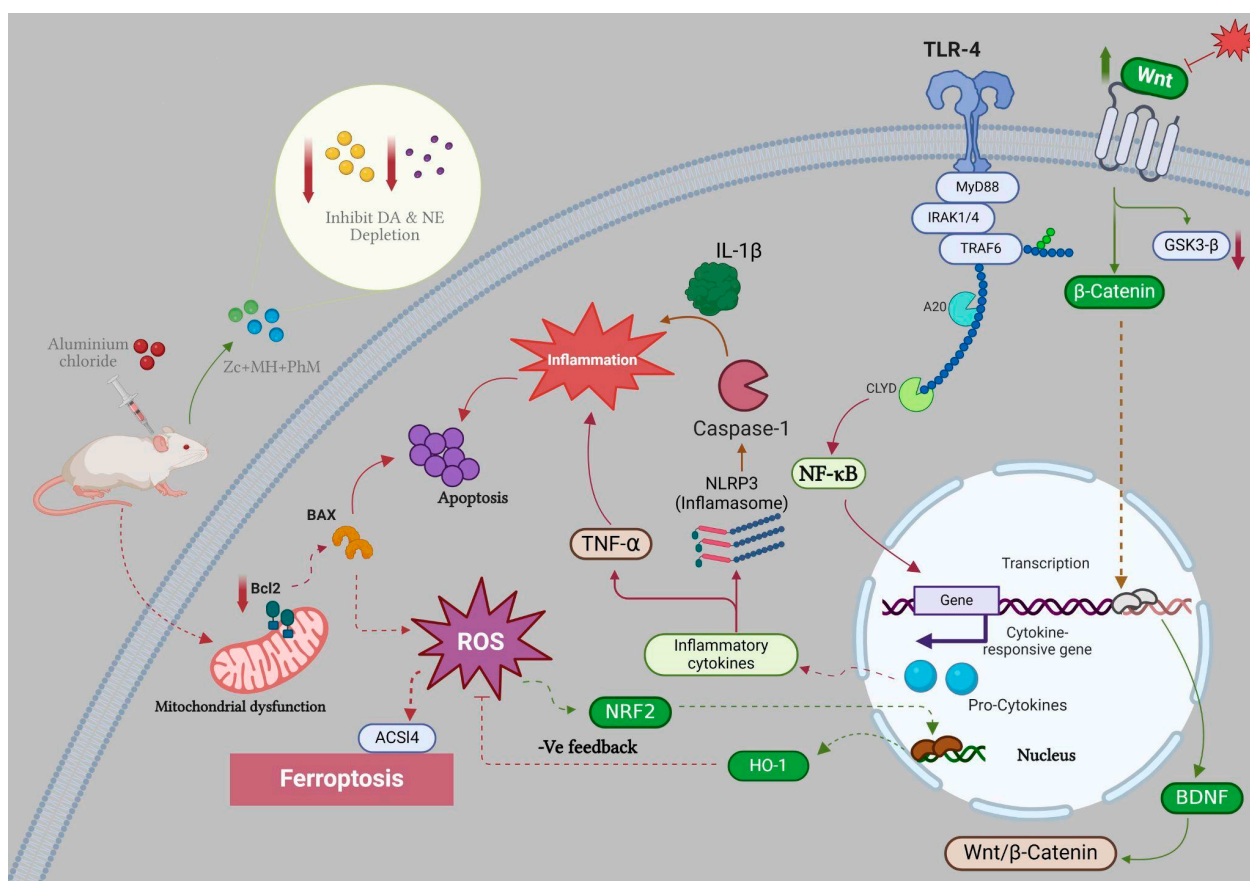 TLR-4
Wnt
MyD88
IRAK1/4
TRAF6
GSK3-β
Inhibit DA & NE
Depletion
IL-1β
A20
β-Catenin
Aluminium
chloride
Zc+MH+PhM
Inflammation
CLYD
Caspase-1
NF-κB
Apoptosis
NLRP3
(Inflamasome)
BAX
TNF-α
Transcription
Bcl2
Gene
ROS
Inflammatory
cytokines
Cytokine-
responsive gene
Mitochondrial dysfunction
Pro-Cytokines
NRF2
ACSl4
-Ve feedback
HO-1
Nucleus
Ferroptosis
BDNF
Wnt/β-Catenin